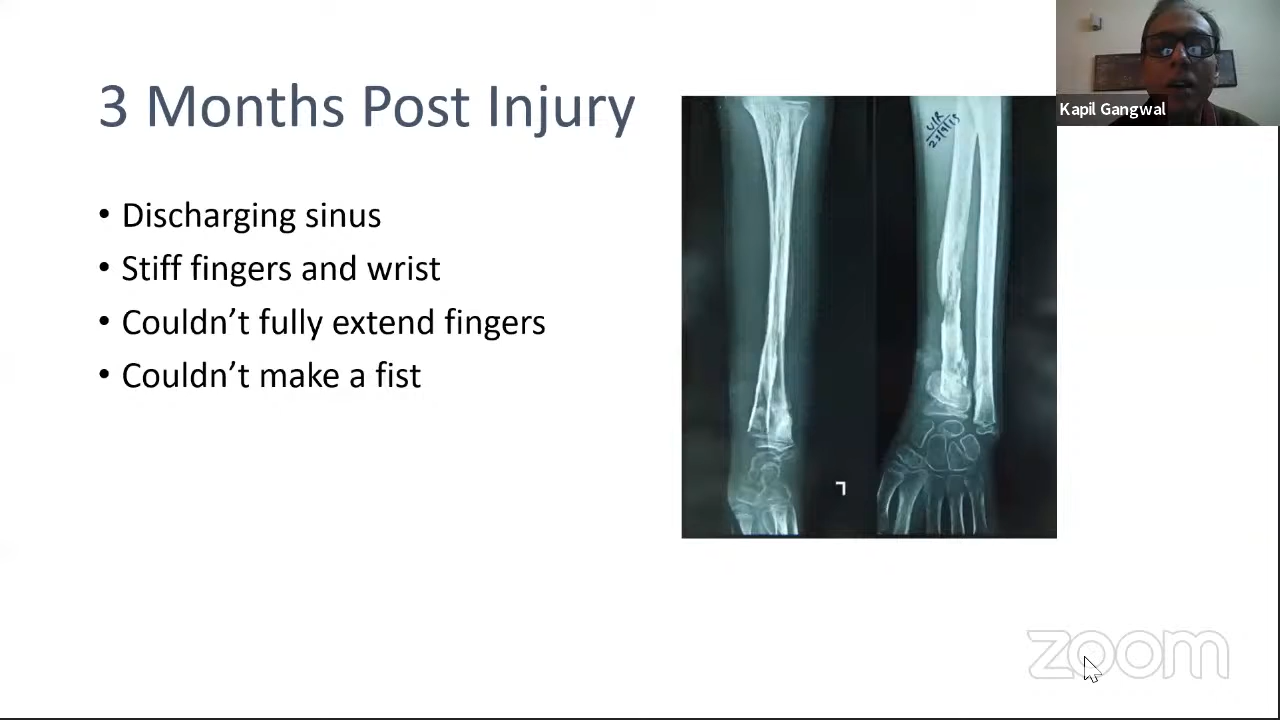 3 Months Post Injury
• Discharging sinus
• Stiff fingers and wrist
• Couldn’t fully extend fingers
• Couldn’t make a fist
Kapil Gangwal
zoom